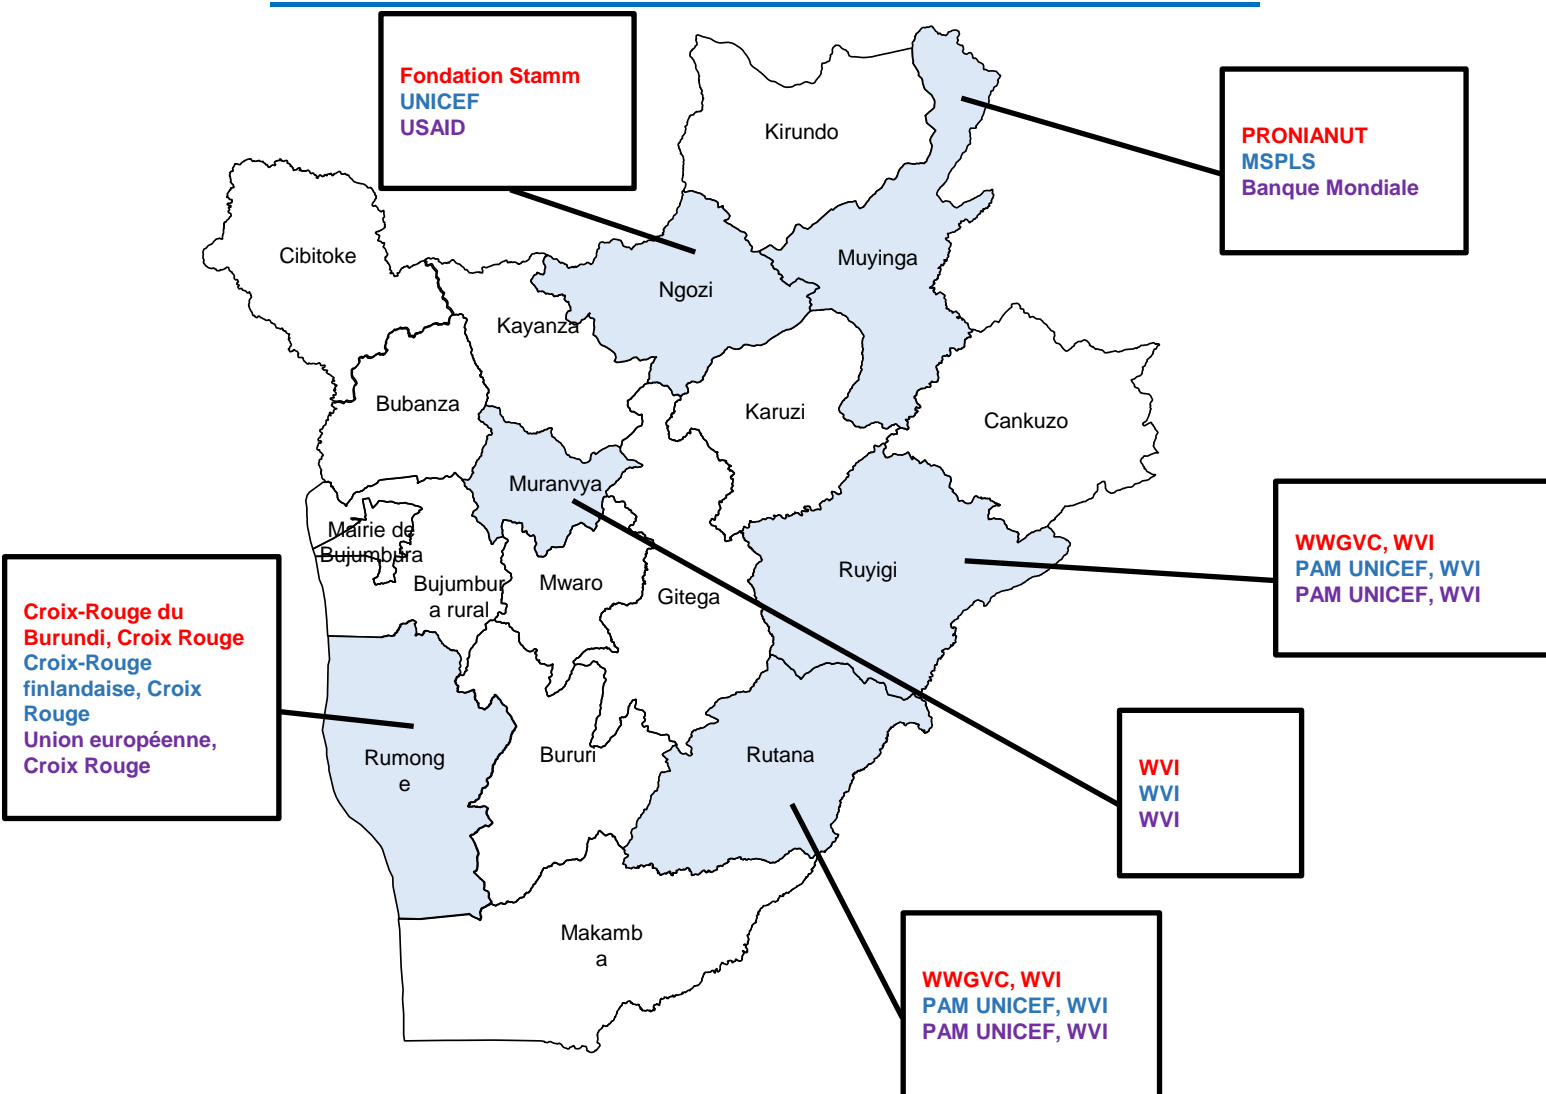 Fondation Stamm
UNICEF
USAID
PRONIANUT
MSPLS
Banque Mondiale
Kirundo
Cibitoke
Muyinga
Ngozi
Kayanza
Bubanza
Karuzi
Cankuzo
Muranvya
Mairie de
Bujumbura
Bujumbur
a rural
Mwaro
Gitega
Ruyigi
WWGVC, WVI
PAM UNICEF, WVI
PAM UNICEF, WVI
Croix-Rouge du
Burundi, Croix Rouge
Croix-Rouge
finlandaise, Croix
Rouge
Union européenne,
Croix Rouge
Rumong
e
Bururi
Rutana
WVI
WVI
WVI
Makamb
a
WWGVC, WVI
PAM UNICEF, WVI
PAM UNICEF, WVI